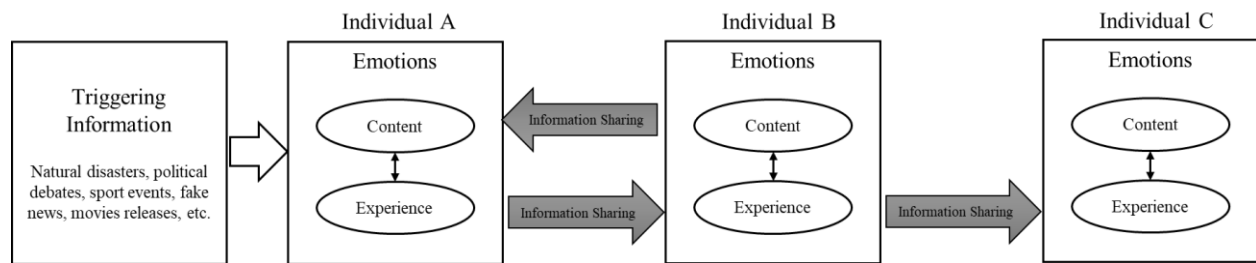 Individual A
Individual B
Individual C
Triggering
Information
Natural disasters, political
debates, sport events, fake
news, movies releases, etc.
Emotions
Content
Experience
Information Sharing
Information Sharing
Emotions
Content
Experience
Information Sharing
Emotions
Content
Experience